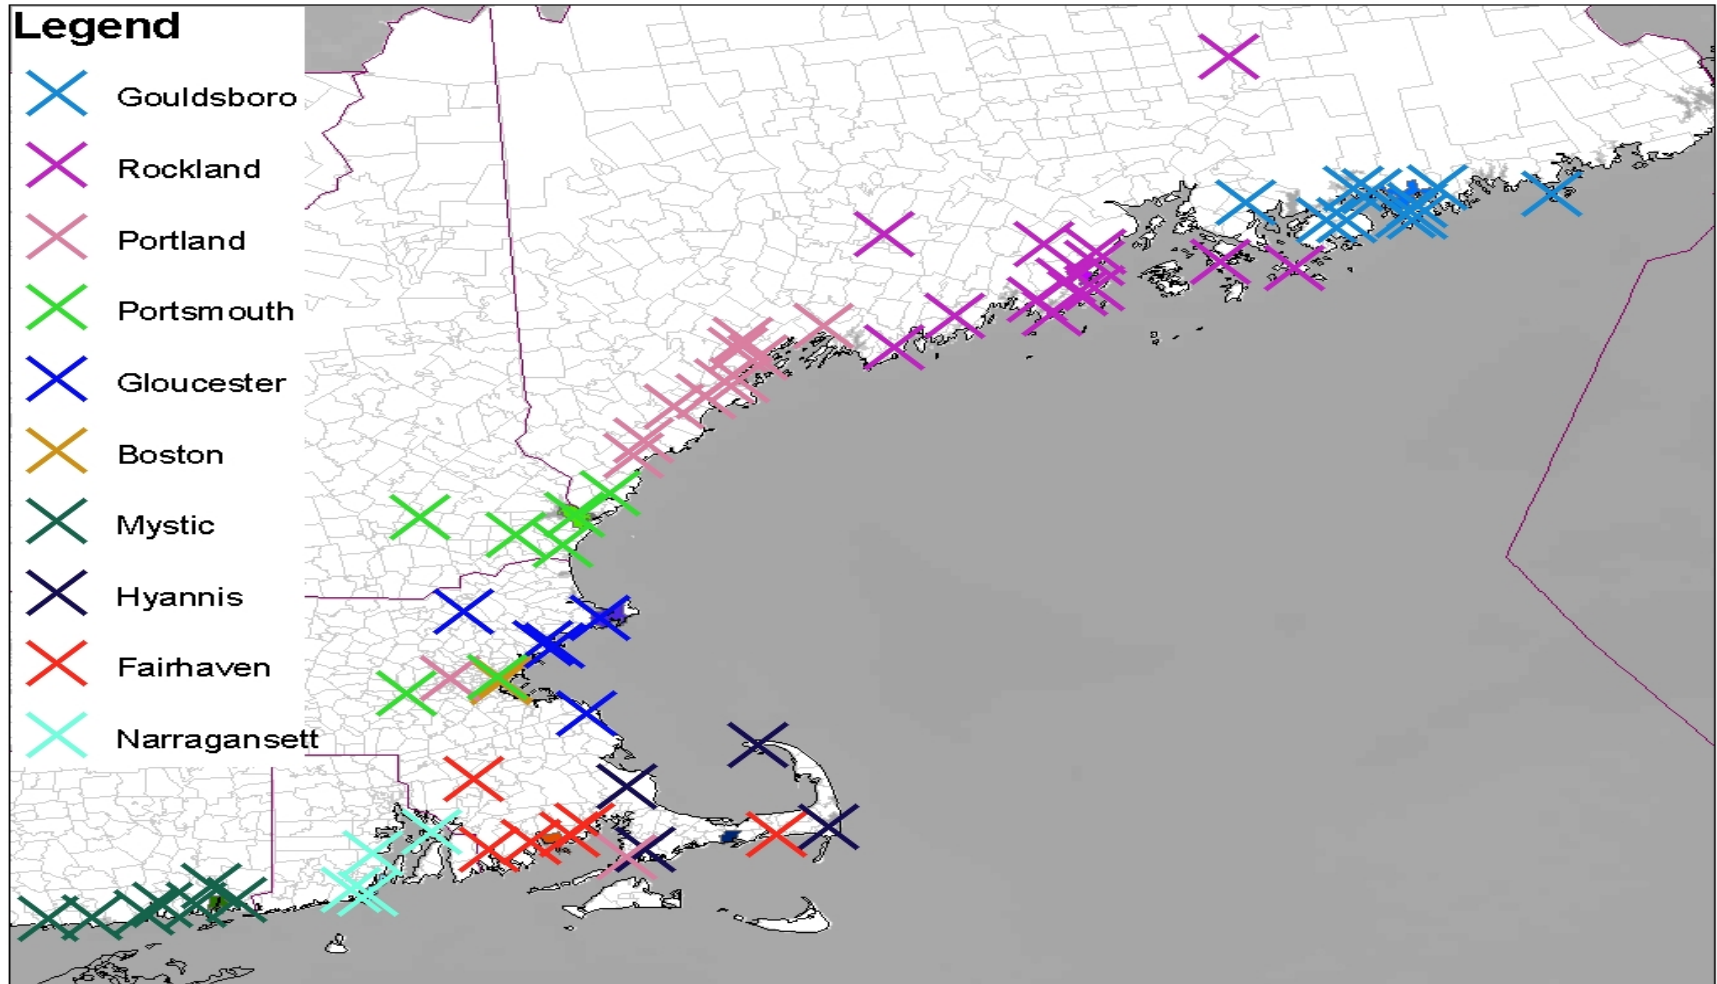 Legend
Gouldsboro
Rockland
Portland
Portsmouth
Gloucester
Boston
Mystic
Hyannis
Fairhaven
Narragansett